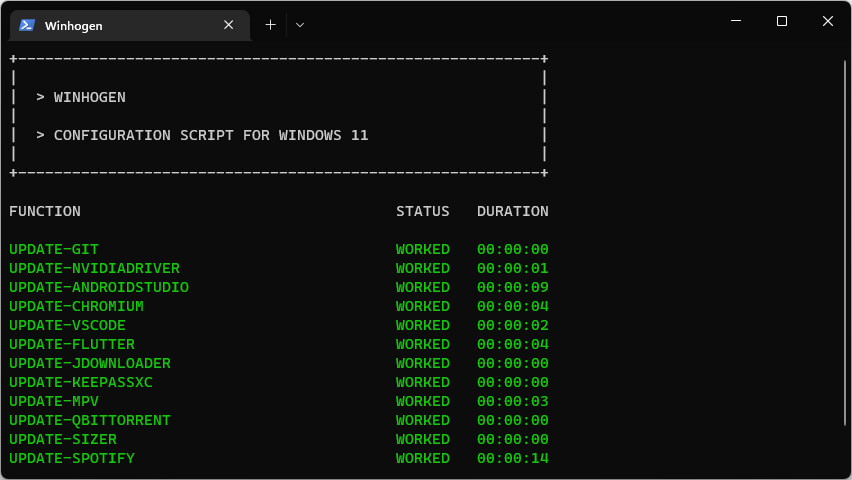 Winhogen
+----------------------------------------------------------+
| |
| > WINHOGEN |
| |
| > CONFIGURATION SCRIPT FOR WINDOWS 11 |
| |
+----------------------------------------------------------+
FUNCTION STATUS DURATION
UPDATE-GIT WORKED 00:00:00
UPDATE-NVIDIADRIVER WORKED 00:00:01
UPDATE-ANDROIDSTUDIO WORKED 00:00:09
UPDATE-CHROMIUM WORKED 00:00:04
UPDATE-VSCODE WORKED 00:00:02
UPDATE-FLUTTER WORKED 00:00:04
UPDATE-JDOWNLOADER WORKED 00:00:00
UPDATE-KEEPASSXC WORKED 00:00:00
UPDATE-MPV WORKED 00:00:03
UPDATE-QBITTORRENT WORKED 00:00:00
UPDATE-SIZER WORKED 00:00:00
UPDATE-SPOTIFY WORKED 00:00:14